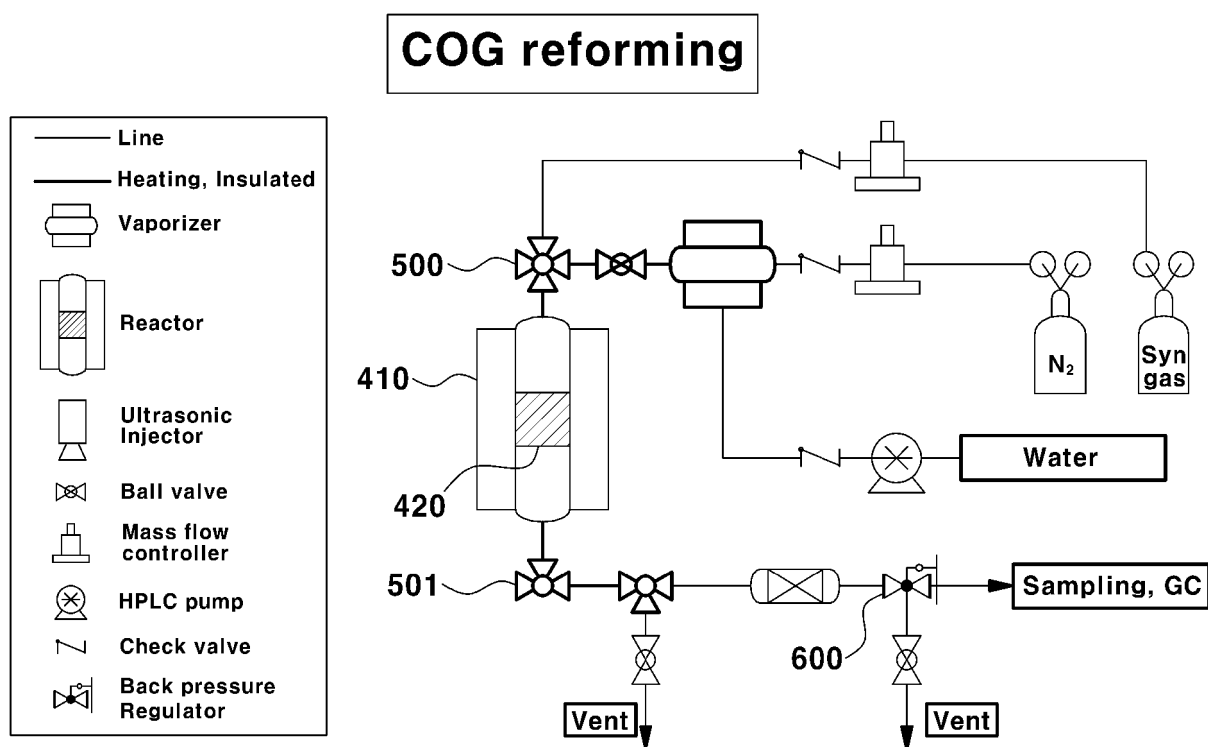 COG reforming
Line
Heating, Insulated
Vaporizer
Reactor
Ultrasonic
Injector
Ball valve
Mass flow
controller
HPLC pump
Check valve
Back pressure
Regulator
500
410
420
501
600
N₂
Syn
gas
Water
Sampling, GC
Vent
Vent